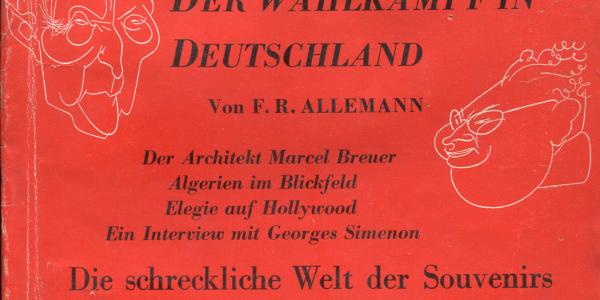 DER WAHLKAMPF IN
DEUTSCHLAND
Von F. R. ALLEMANN
Der Architekt Marcel Breuer
Algerien im Blickfeld
Elegie auf Hollywood
Ein Interview mit Georges Simenon
Die schreckliche Welt der Souvenirs